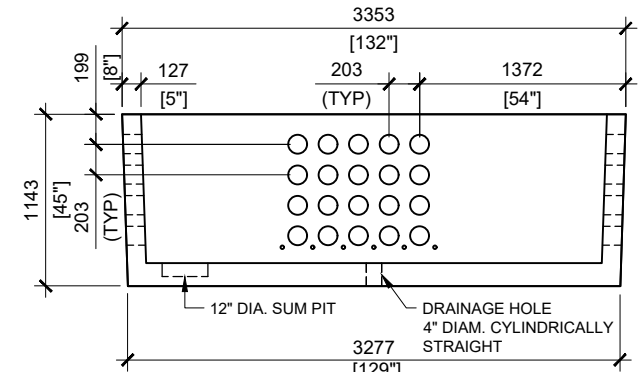 3353
[132"]
199
[8"]
127
[5"]
203
(TYP)
1372
[54"]
1143
[45"]
203
(TYP)
12" DIA. SUM PIT
DRAINAGE HOLE
4" DIAM. CYLINDRICALLY
STRAIGHT
3277
[129"]